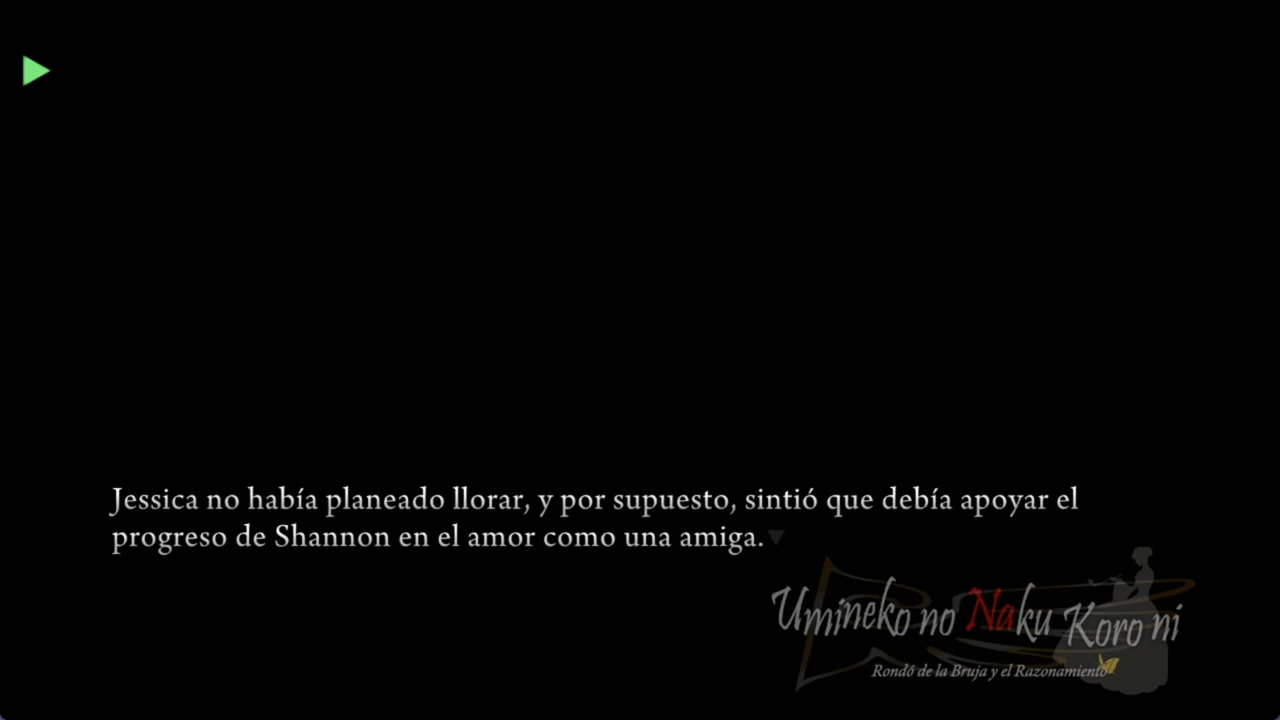 Jessica no había planeado llorar, y por supuesto, sintió que debía apoyar el
progreso de Shannon en el amor como una amiga.
Umineko no Naku Koro ni
Rondó de la Bruja y el Razonamiento